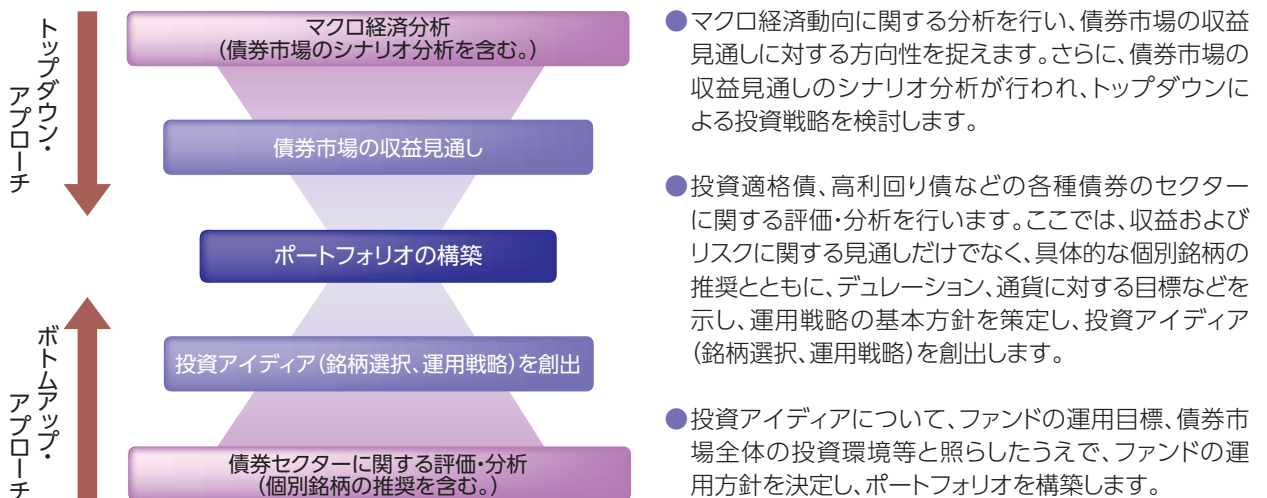 トップダウン・
アプローチ
マクロ経済分析
(債券市場のシナリオ分析を含む。)
債券市場の収益見通し
ポートフォリオの構築
投資アイディア(銘柄選択、運用戦略)を創出
債券セクターに関する評価・分析
(個別銘柄の推奨を含む。)
ボトムアップ・
アプローチ
●マクロ経済動向に関する分析を行い、債券市場の収益
見通しに対する方向性を捉えます。さらに、債券市場の
収益見通しのシナリオ分析が行われ、トップダウンに
よる投資戦略を検討します。
●投資適格債、高利回り債などの各種債券のセクター
に関する評価・分析を行います。ここでは、収益および
リスクに関する見通しだけでなく、具体的な個別銘柄の
推奨とともに、デュレーション、通貨に対する目標などを
示し、運用戦略の基本方針を策定し、投資アイディア
(銘柄選択、運用戦略)を創出します。
●投資アイディアについて、ファンドの運用目標、債券市
場全体の投資環境等と照らしたうえで、ファンドの運
用方針を決定し、ポートフォリオを構築します。